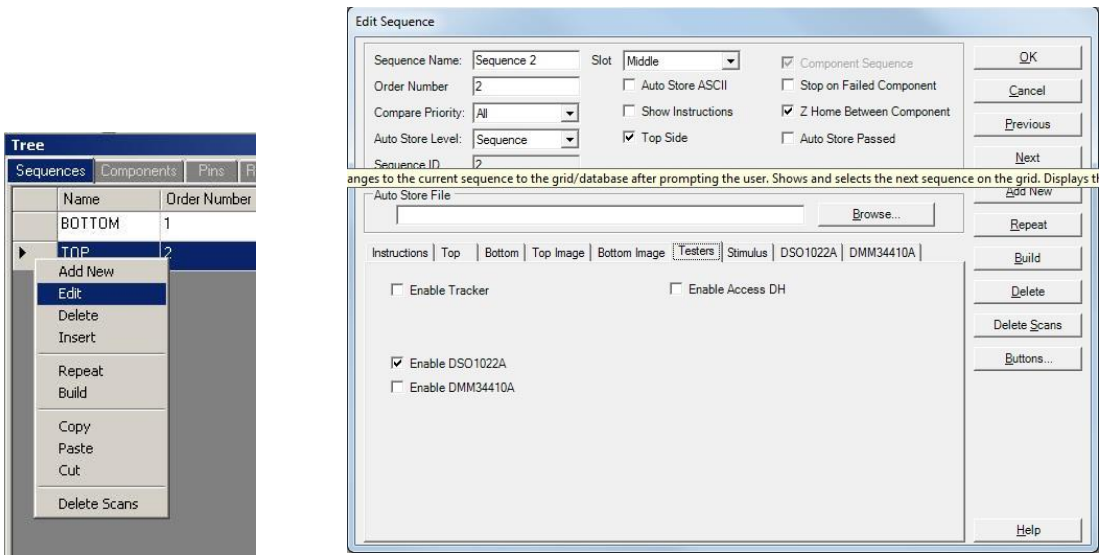 Tree
Sequences Components Pins
Name Order Number
BOTTOM 1
TOP 2
Add New
Edit
Delete
Insert
Repeat
Build
Copy
Paste
Cut
Delete Scans
Edit Sequence
Sequence Name: Sequence 2 Slot Middle Component Sequence OK
Order Number 2 Auto Store ASCII Stop on Failed Component Cancel
Compare Priority: All Show Instructions Z Home Between Component Previous
Auto Store Level: Sequence Top Side Auto Store Passed
Sequence ID 2 Next
anges to the current sequence to the grid/database after prompting the user. Shows and selects the next sequence on the grid. Displays
Auto Store File Add New
Browse... Repeat
Instructions Top Bottom Top Image Bottom Image Testers Stimulus DSO1022A DMM34410A Build
Enable Tracker Enable Access DH Delete
Delete Scans
Enable DSO1022A Buttons...
Enable DMM34410A
Help